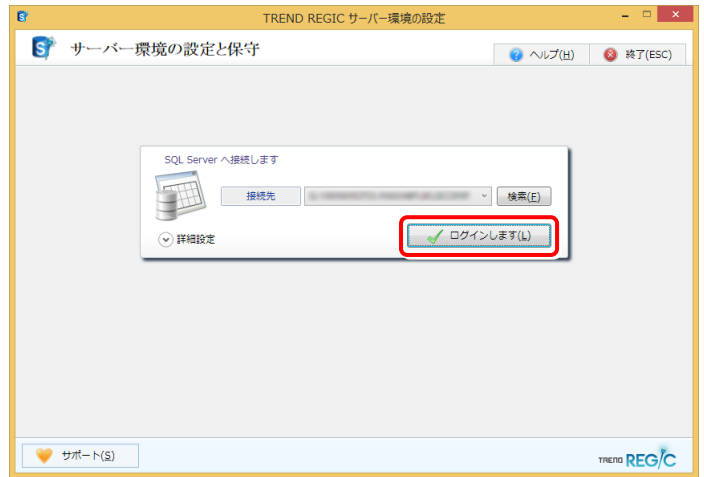 TREND REGIC サーバー環境の設定
サーバー環境の設定と保守
ヘルプ(H)
終了(ESC)
SQL Server へ接続します
接続先
検索(F)
詳細設定
ログインします(L)
サポート(S)
TREND REGIC